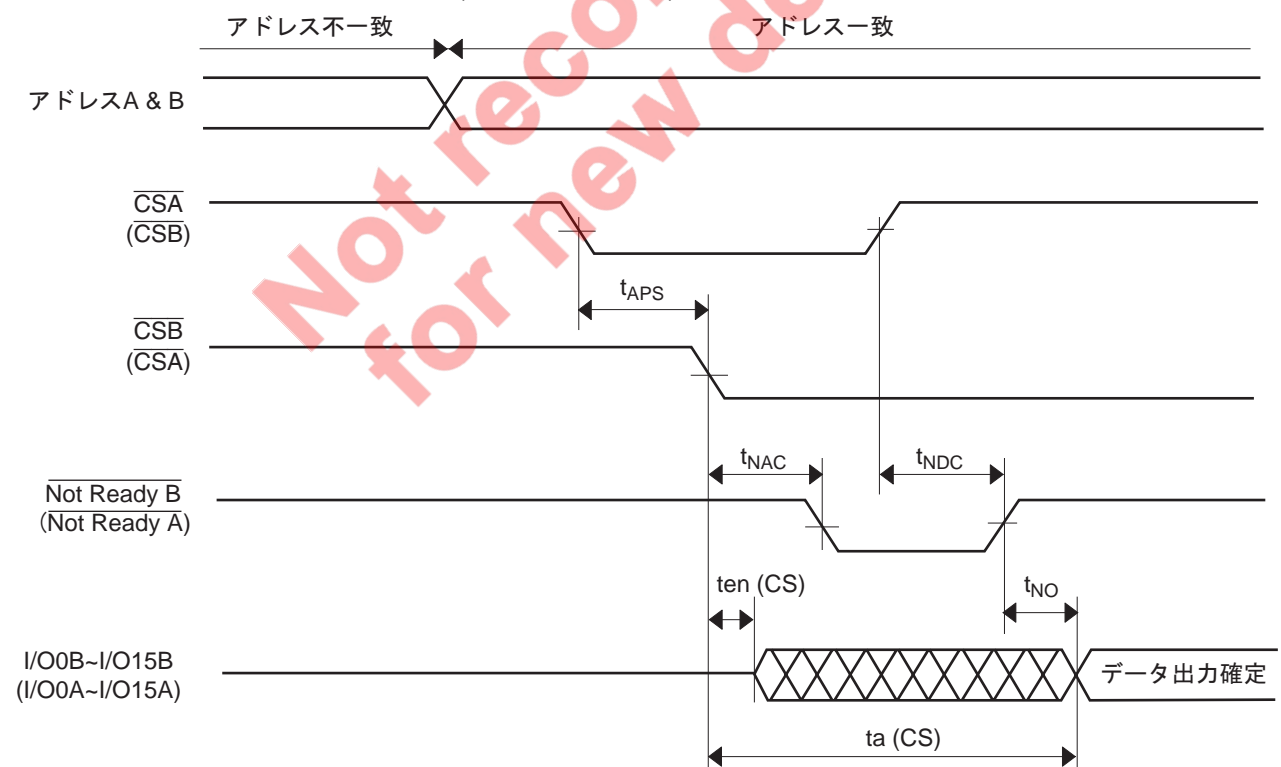 アドレス不一致
アドレス一致
アドレスA & B
CSA
(CSB)
tAPS
CSB
(CSA)
tNAC
tNDC
Not Ready B
(Not Ready A)
ten (CS)
tNO
I/O0B~I/O15B
(I/O0A~I/O15A)
データ出力確定
ta (CS)
Not reco
for new d